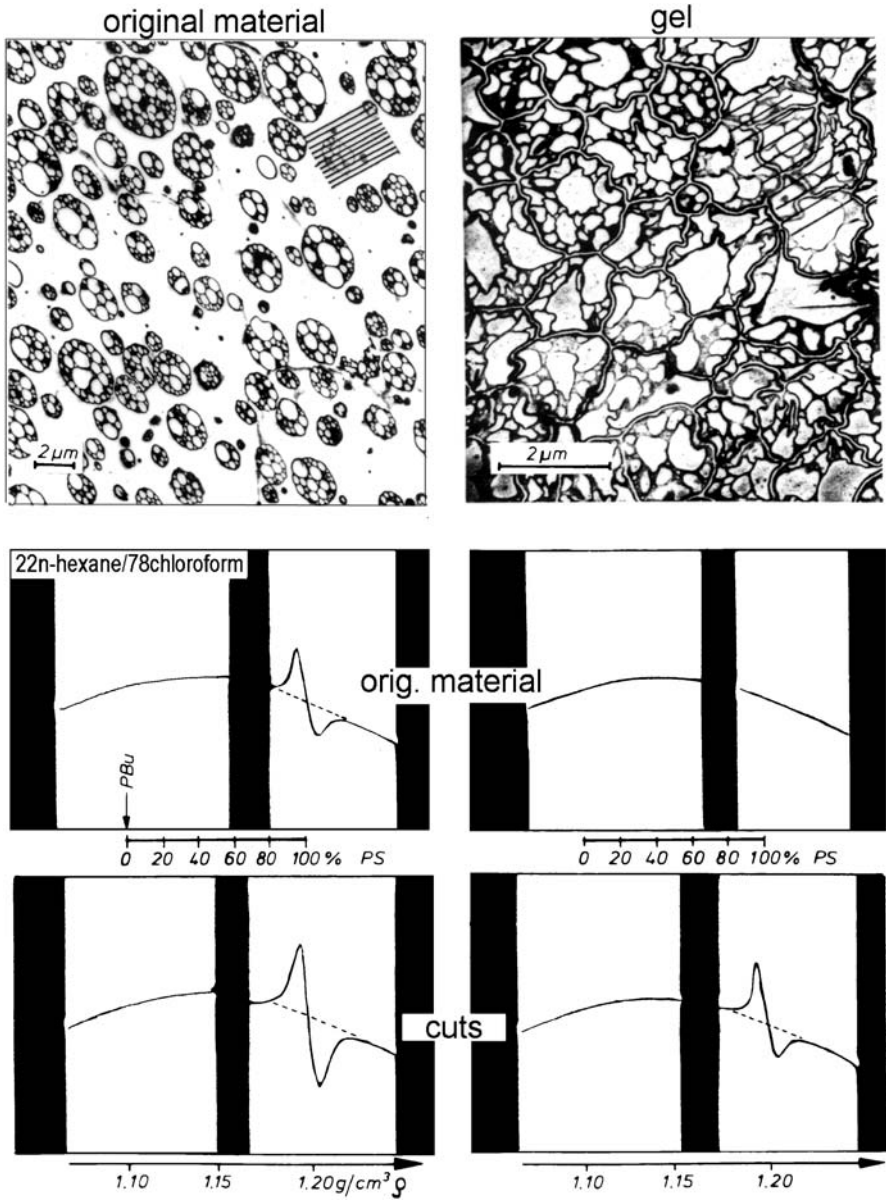 original material
gel
2 µm
2 µm
22n-hexane/78chloroform
orig. material
PBu
0 20 40 60 80 100% PS
0 20 40 60 80 100% PS
cuts
1.10 1.15 1.20 g/cm³ ϱ
1.10 1.15 1.20